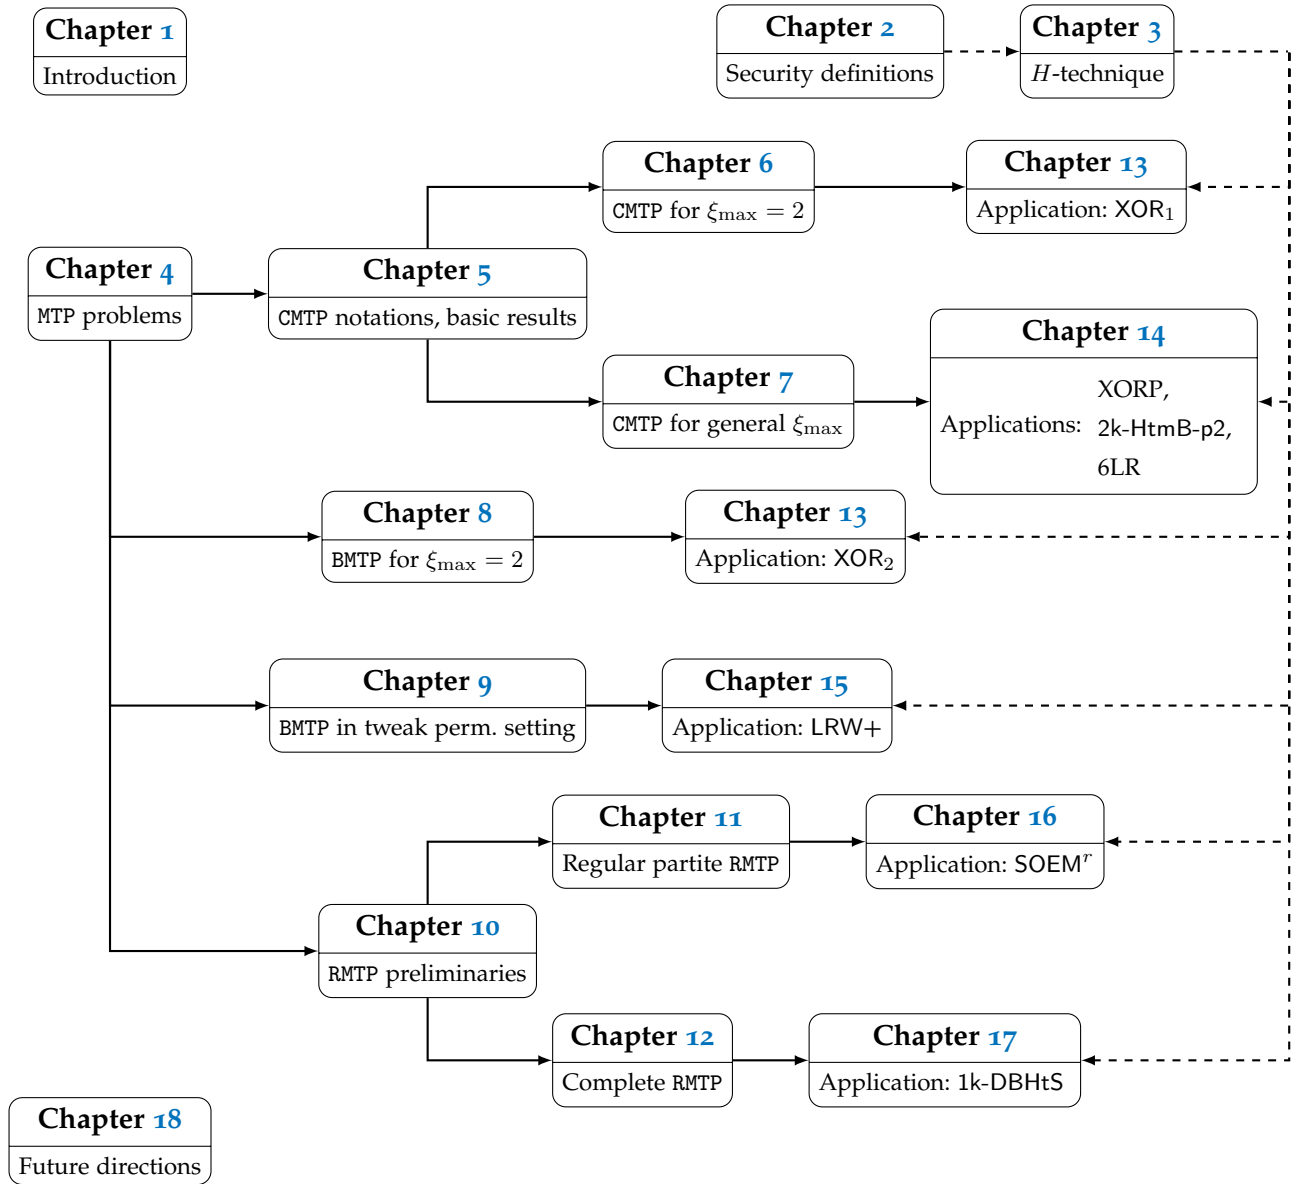 Chapter 1
Introduction
Chapter 2
Security definitions
Chapter 3
H-technique
Chapter 6
CMTP for ξmax = 2
Chapter 13
Application: XOR₁
Chapter 4
MTP problems
Chapter 5
CMTP notations, basic results
Chapter 7
CMTP for general ξmax
Chapter 14
Applications:
XORP,
2k-HtmB-p2,
6LR
Chapter 8
BMTP for ξmax = 2
Chapter 13
Application: XOR₂
Chapter 9
BMTP in tweak perm. setting
Chapter 15
Application: LRW+
Chapter 11
Regular partite RMTP
Chapter 16
Application: SOEMʳ
Chapter 10
RMTP preliminaries
Chapter 12
Complete RMTP
Chapter 17
Application: 1k-DBHtS
Chapter 18
Future directions